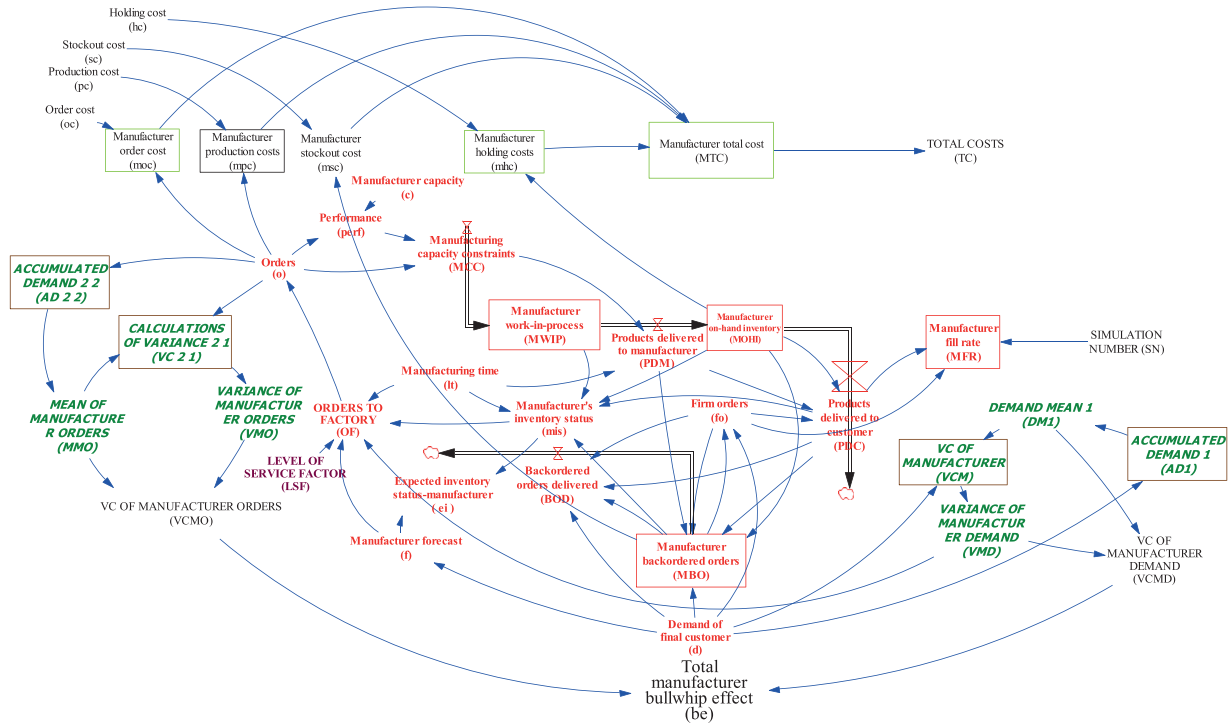 Holding cost
(hc)
Stockout cost
(sc)
Production cost
(pc)
Order cost
(oc)
Manufacturer
order cost
(moc)
Manufacturer
production costs
(mpc)
Manufacturer
stockout cost
(msc)
Manufacturer
holding costs
(mhc)
Manufacturer total cost
(MTC)
TOTAL COSTS
(TC)
Manufacturer capacity
(c)
Performance
(perf)
Manufacturing
capacity constraints
(MCC)
Orders
(o)
ACCUMULATED
DEMAND 2 2
(AD 2 2)
CALCULATIONS
OF VARIANCE 2 1
(VC 2 1)
Manufacturer
work-in-process
(MWIP)
Products delivered
to manufacturer
(PDM)
Manufacturer
on-hand inventory
(MOHI)
Manufacturer
fill rate
(MFR)
SIMULATION
NUMBER (SN)
Manufacturing time
(lt)
MEAN OF
MANUFACTURE
R ORDERS
(MMO)
VARIANCE OF
MANUFACTUR
ER ORDERS
(VMO)
ORDERS TO
FACTORY
(OF)
Manufacturer's
inventory status
(mis)
Firm orders
(fo)
Products
delivered to
customer
(PDC)
DEMAND MEAN 1
(DM1)
ACCUMULATED
DEMAND 1
(AD1)
VC OF
MANUFACTURER
(VCM)
LEVEL OF
SERVICE FACTOR
(LSF)
Expected inventory
status-manufacturer
( ei )
Backordered
orders delivered
(BOD)
VC OF MANUFACTURER ORDERS
(VCMO)
VARIANCE OF
MANUFACTUR
ER DEMAND
(VMD)
Manufacturer forecast
(f)
Manufacturer
backordered orders
(MBO)
VC OF
MANUFACTURER
DEMAND
(VCMD)
Demand of
final customer
(d)
Total
manufacturer
bullwhip effect
(be)